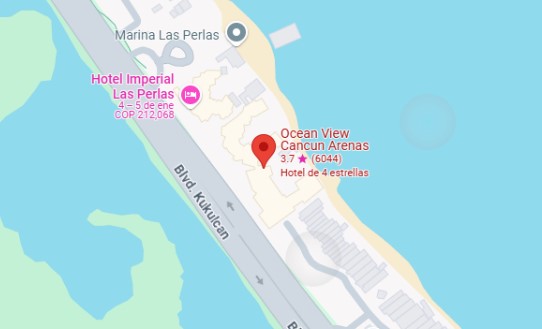 Marina Las Perlas
Hotel Imperial
Las Perlas
4 – 5 de ene
COP 212,068
Ocean View
Cancun Arenas
3.7 ★ (6044)
Hotel de 4 estrellas
Blvd. Kukulcan